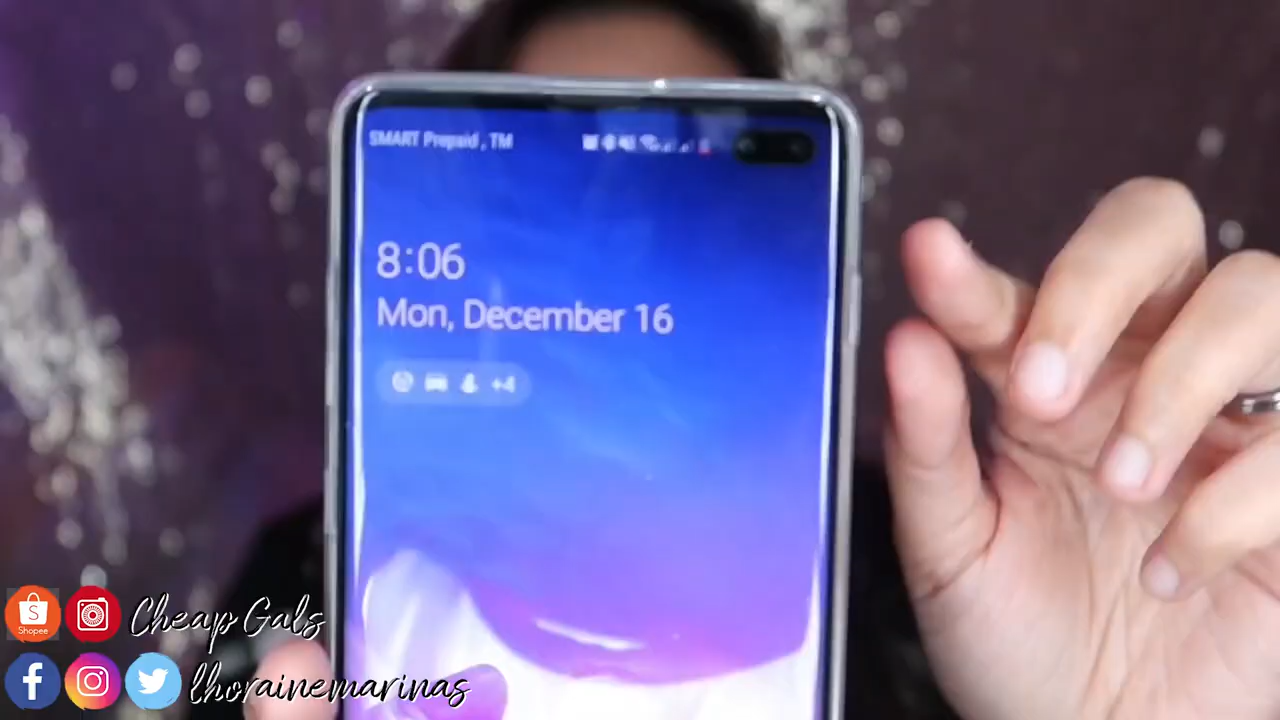 SMART Prepaid , TM
8:06
Mon, December 16
+4
Shopee
Cheap Gals
lhorainemarinas